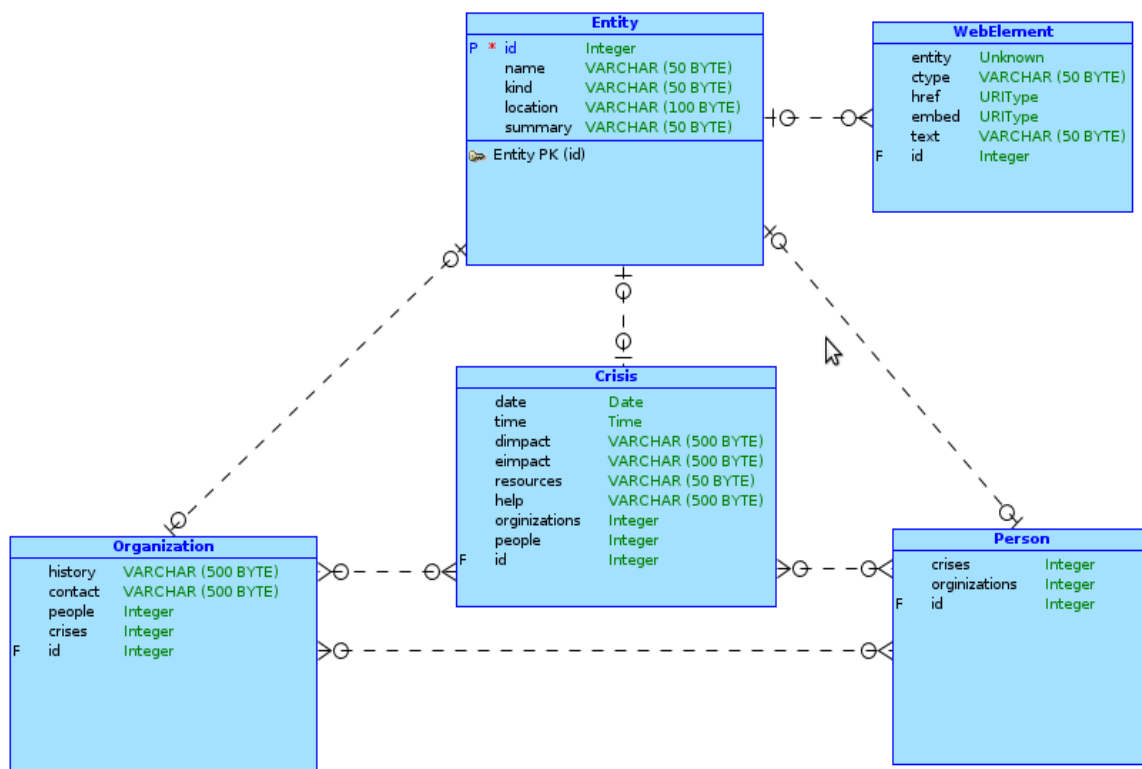 Entity
P * id Integer
name VARCHAR (50 BYTE)
kind VARCHAR (50 BYTE)
location VARCHAR (100 BYTE)
summary VARCHAR (50 BYTE)
Entity PK (id)
WebElement
entity Unknown
ctype VARCHAR (50 BYTE)
href URIType
embed URIType
text VARCHAR (50 BYTE)
F id Integer
Crisis
date Date
time Time
dimpact VARCHAR (500 BYTE)
eimpact VARCHAR (500 BYTE)
resources VARCHAR (50 BYTE)
help VARCHAR (500 BYTE)
orginizations Integer
people Integer
F id Integer
Organization
history VARCHAR (500 BYTE)
contact VARCHAR (500 BYTE)
people Integer
crises Integer
F id Integer
Person
crises Integer
orginizations Integer
F id Integer